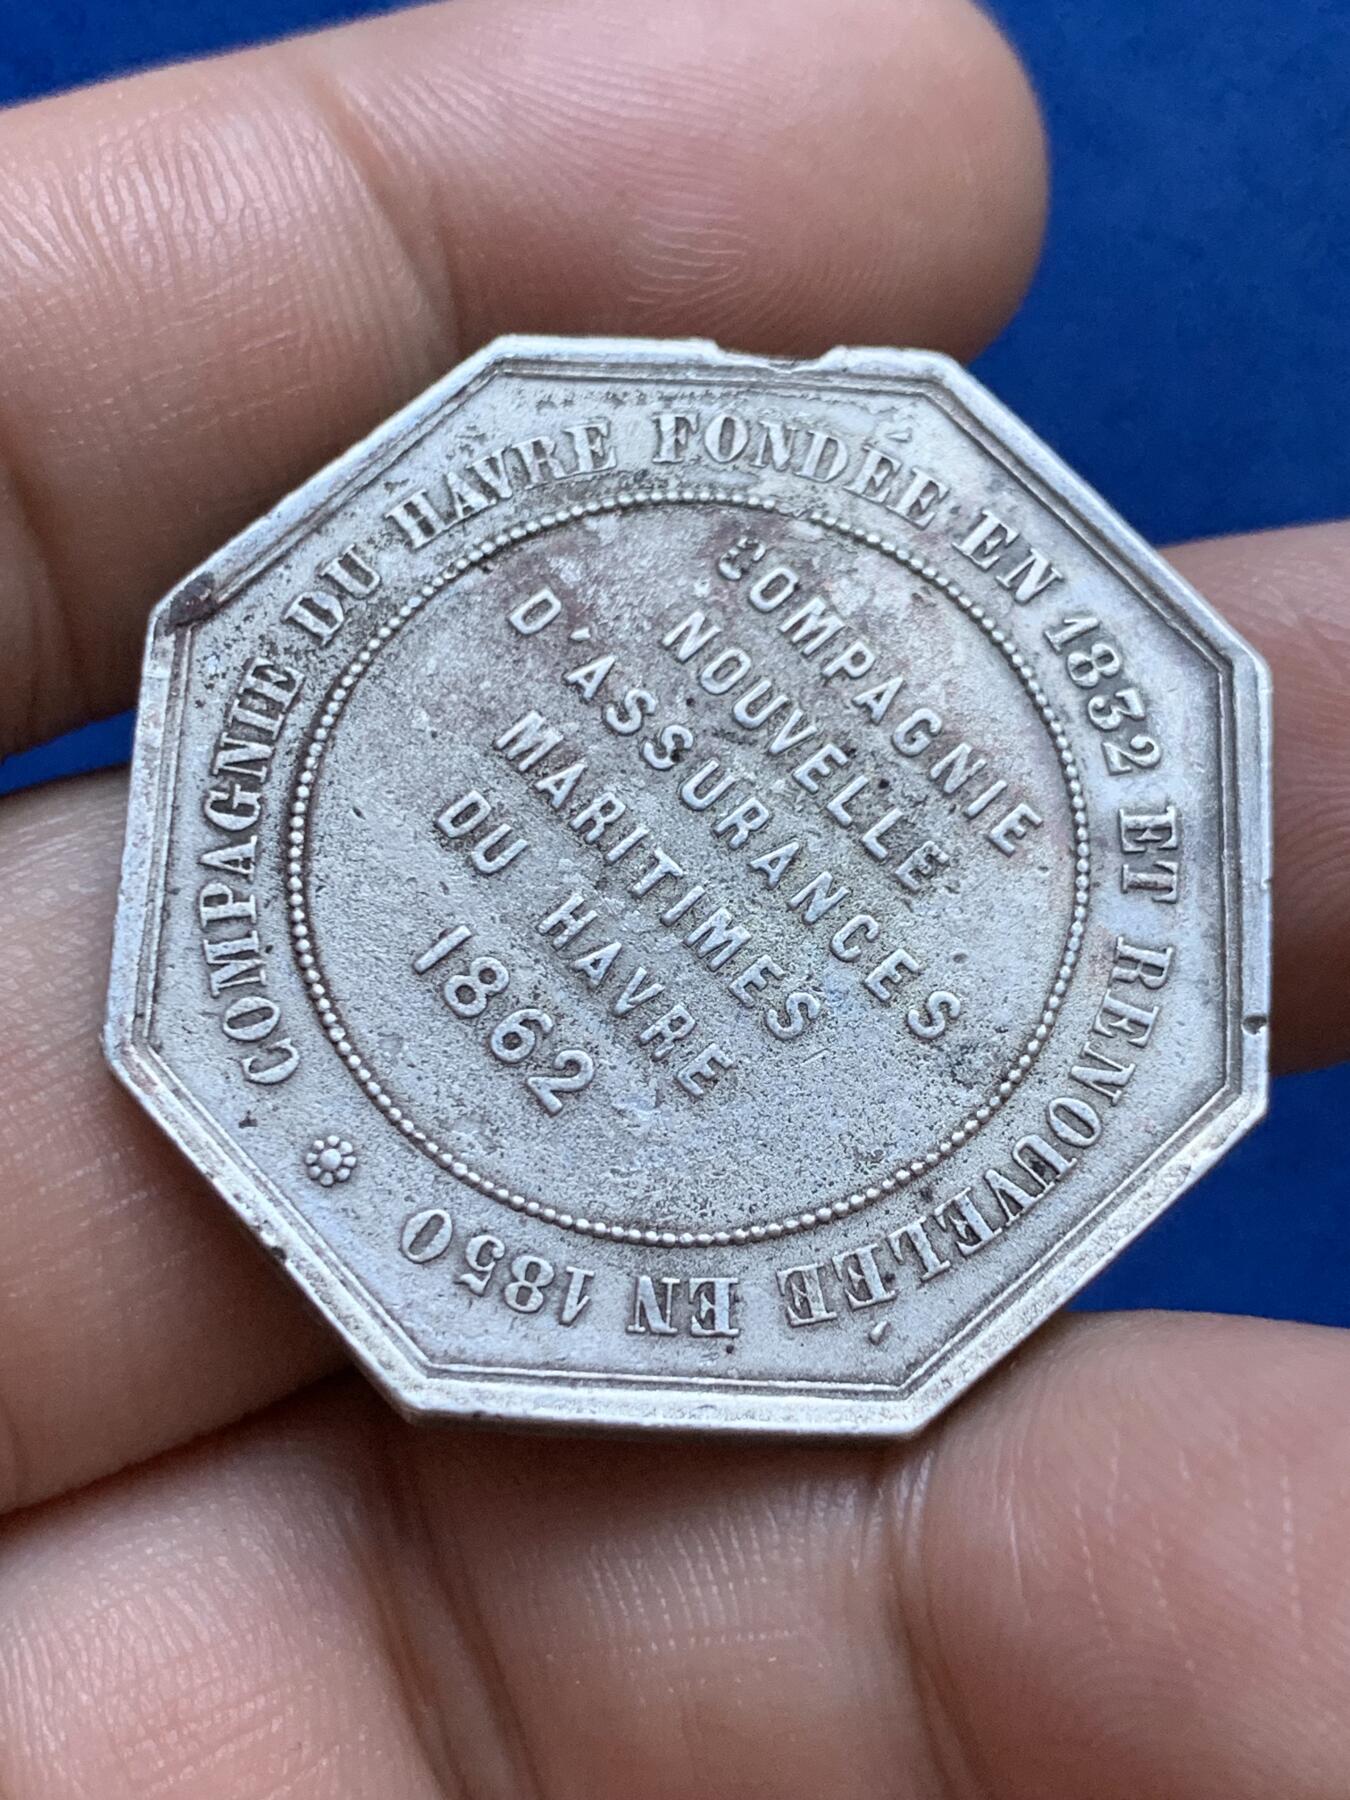 COMPAGNIE DU HAVRE FONDÉE EN 1832 ET RENOUVELÉE EN 1850
COMPAGNIE
NOUVELLE
D'ASSURANCES
MARITIMES
DU HAVRE
1862